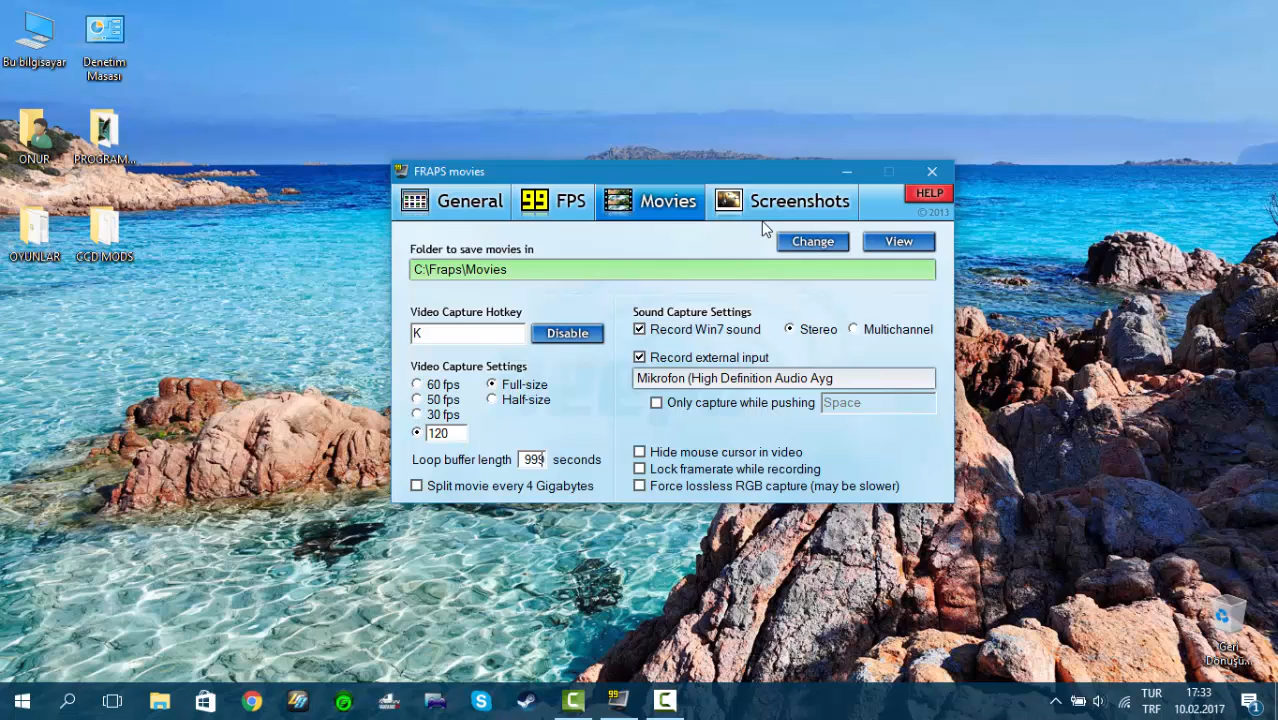 Bu bilgisayar
Denetim
Masası
ONUR
PROGRAM...
OYUNLAR
CCD MODS
FRAPS movies
General
99
FPS
Movies
Screenshots
HELP
© 2013
Folder to save movies in
Change
View
C:\Fraps\Movies
Video Capture Hotkey
K
Disable
Video Capture Settings
60 fps
Full-size
50 fps
Half-size
30 fps
120
Loop buffer length 999 seconds
Split movie every 4 Gigabytes
Sound Capture Settings
Record Win7 sound
Stereo
Multichannel
Record external input
Mikrofon (High Definition Audio Ayg
Only capture while pushing
Space
Hide mouse cursor in video
Lock framerate while recording
Force lossless RGB capture (may be slower)
Geri
Dönüşü...
TUR
TRF
17:33
10.02.2017
1